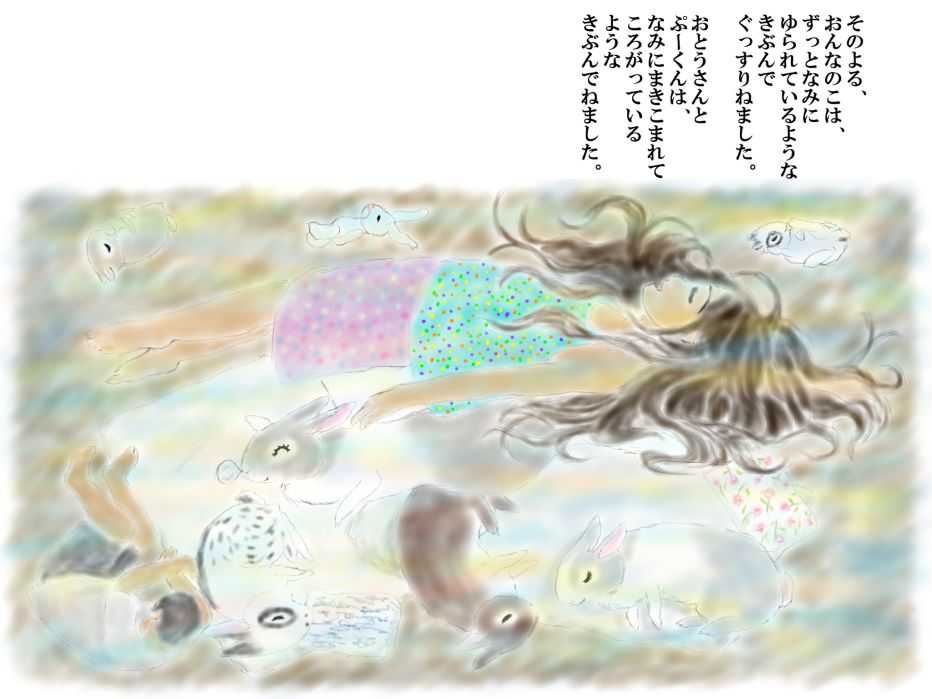 そのよる、
おんなのこは、
ずっとなみに
ゆられているような
きぶんで
ぐっすりねました。
おとうさんと
ぷーくんは、
なみにまきこまれて
ころがっている
ような
きぶんでねました。